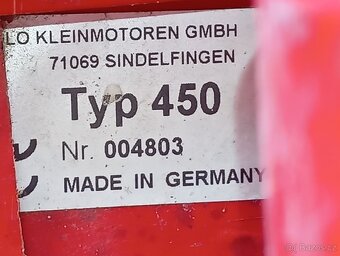 LO KLEINMOTOREN GMBH
71069 SINDELFINGEN
Typ 450
Nr. 004803
MADE IN GERMANY